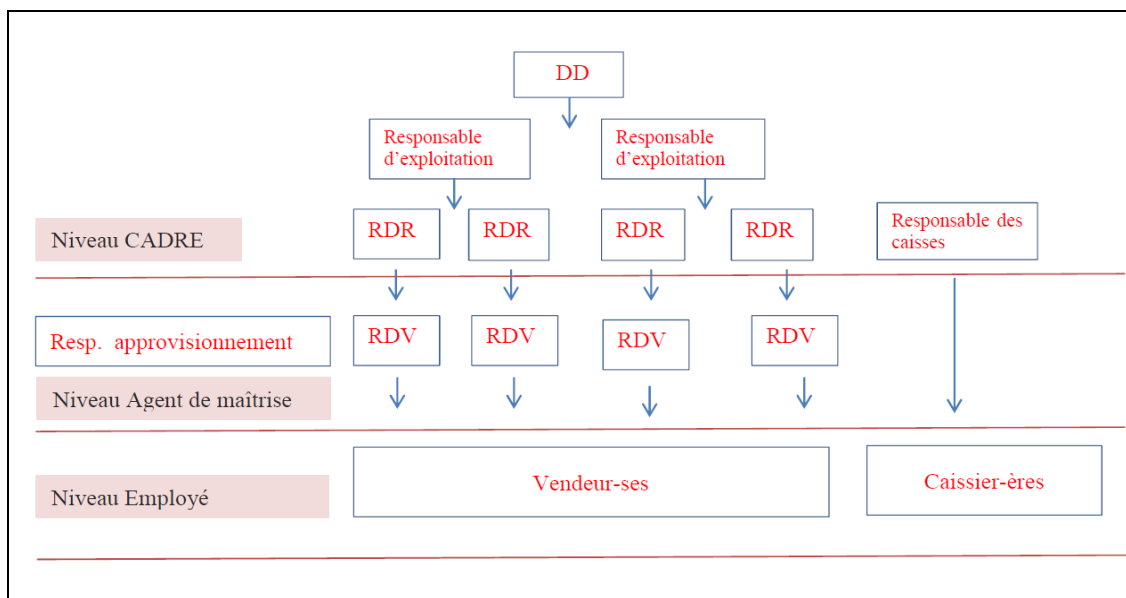 DD
Responsable
d'exploitation
Responsable
d'exploitation
Niveau CADRE
RDR
RDR
RDR
RDR
Responsable des
caisses
Resp. approvisionnement
RDV
RDV
RDV
RDV
Niveau Agent de maîtrise
Niveau Employé
Vendeur-ses
Caissier-ères